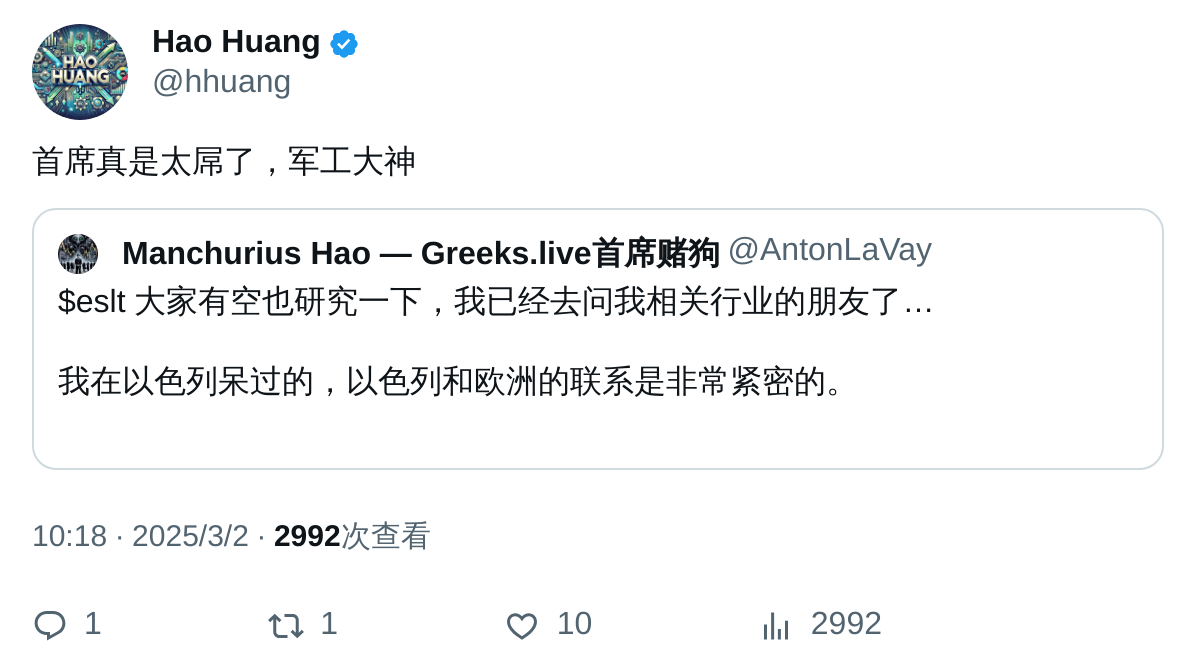 HAO
HUANG
Hao Huang
@hhuang
首席真是太屌了，军工大神
Manchurius Hao — Greeks.live首席赌狗 @AntonLaVay
$eslt 大家有空也研究一下，我已经去问我相关行业的朋友了…
我在以色列呆过的，以色列和欧洲的联系是非常紧密的。
10:18 · 2025/3/2 · 2992次查看
1 1 10 2992